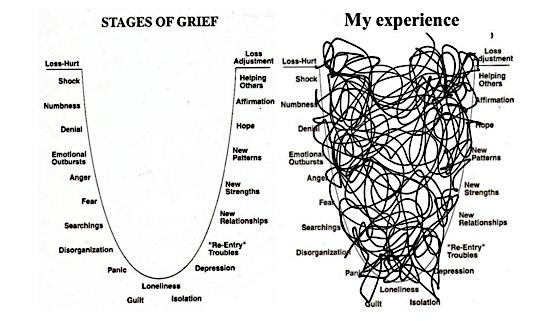 STAGES OF GRIEF
Loss-Hurt
Shock
Numbness
Denial
Emotional
Outbursts
Anger
Fear
Searchings
Disorganization
Panic
Guilt
Loneliness
Isolation
Depression
"Re-Entry"
Troubles
New
Relationships
New
Strengths
New
Patterns
Hope
Affirmation
Helping
Others
Loss
Adjustment
My experience
Loss-Hurt
Shock
Numbness
Denial
Emotional
Outbursts
Anger
Fear
Searchings
Disorganization
Panic
Guilt
Loneliness
Isolation
Depression
"Re-Entry"
Troubles
New
Relationships
New
Strengths
New
Patterns
Hope
Affirmation
Helping
Others
Loss
Adjustment